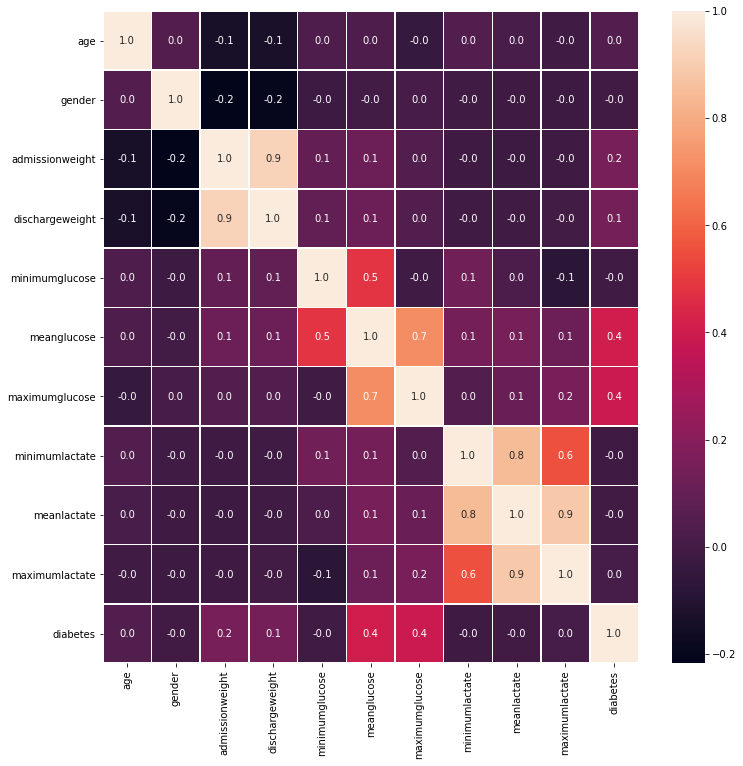 age 1.0 0.0 -0.1 -0.1 0.0 0.0 -0.0 0.0 0.0 -0.0 0.0
gender 0.0 1.0 -0.2 -0.2 -0.0 -0.0 0.0 -0.0 -0.0 -0.0 -0.0
admissionweight -0.1 -0.2 1.0 0.9 0.1 0.1 0.0 -0.0 -0.0 -0.0 0.2
dischargeweight -0.1 -0.2 0.9 1.0 0.1 0.1 0.0 -0.0 -0.0 -0.0 0.1
minimumglucose 0.0 -0.0 0.1 0.1 1.0 0.5 -0.0 0.1 0.0 -0.1 -0.0
meanglucose 0.0 -0.0 0.1 0.1 0.5 1.0 0.7 0.1 0.1 0.1 0.4
maximumglucose -0.0 0.0 0.0 0.0 -0.0 0.7 1.0 0.0 0.1 0.2 0.4
minimumlactate 0.0 -0.0 -0.0 -0.0 0.1 0.1 0.0 1.0 0.8 0.6 -0.0
meanlactate 0.0 -0.0 -0.0 -0.0 0.0 0.1 0.1 0.8 1.0 0.9 -0.0
maximumlactate -0.0 -0.0 -0.0 -0.0 -0.1 0.1 0.2 0.6 0.9 1.0 0.0
diabetes 0.0 -0.0 0.2 0.1 -0.0 0.4 0.4 -0.0 -0.0 0.0 1.0
age
gender
admissionweight
dischargeweight
minimumglucose
meanglucose
maximumglucose
minimumlactate
meanlactate
maximumlactate
diabetes
1.0
0.8
0.6
0.4
0.2
0.0
−0.2